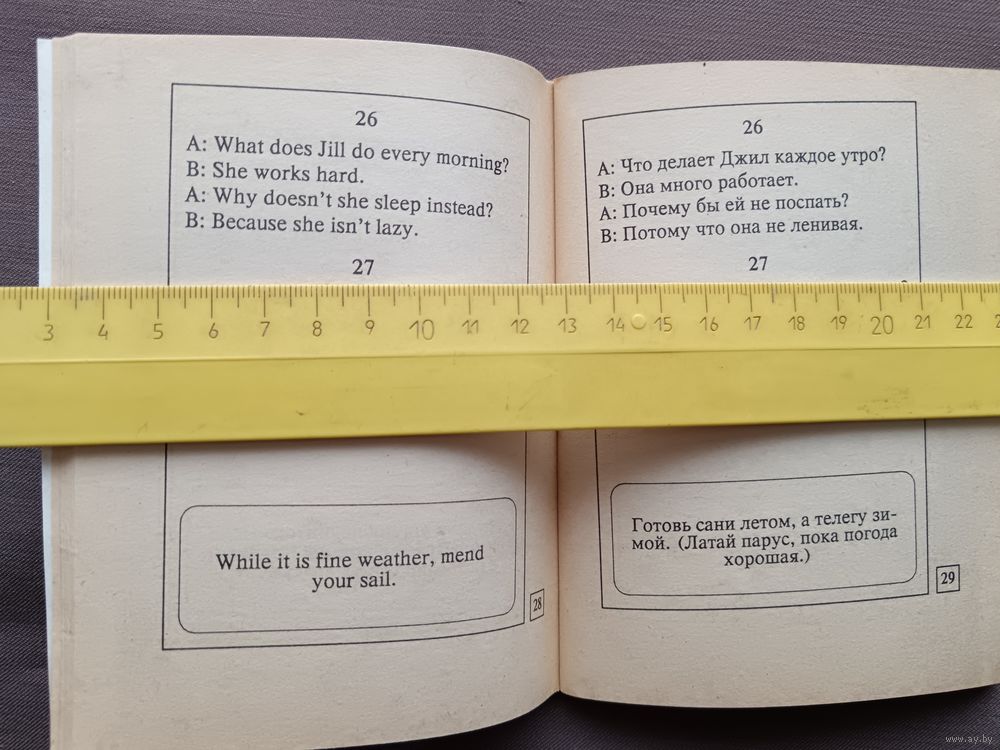 26
A: What does Jill do every morning?
B: She works hard.
A: Why doesn't she sleep instead?
B: Because she isn't lazy.
27
While it is fine weather, mend
your sail.
28
26
А: Что делает Джил каждое утро?
В: Она много работает.
А: Почему бы ей не поспать?
В: Потому что она не ленивая.
27
Готовь сани летом, а телегу зи-
мой. (Латай парус, пока погода
хорошая.)
29
3 4 5 6 7 8 9 10 11 12 13 14 15 16 17 18 19 20 21 22
www.ay.by